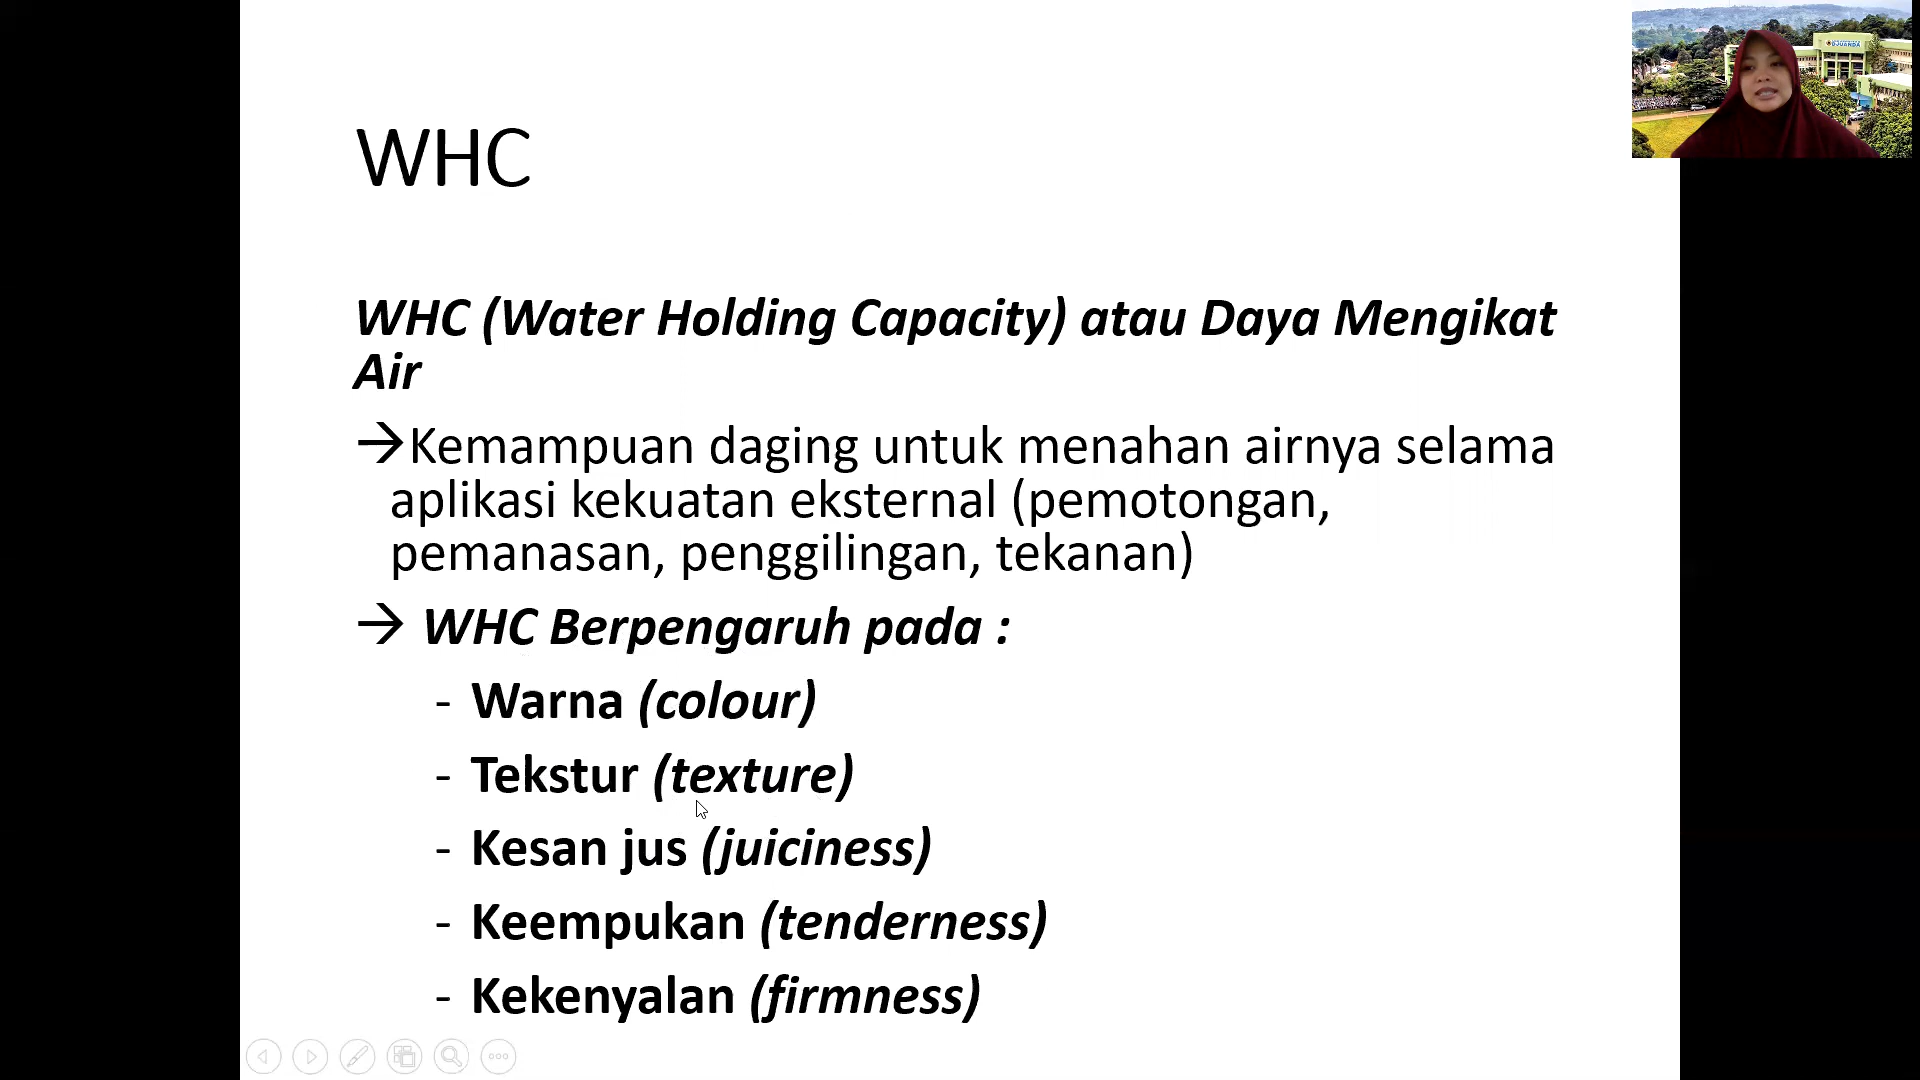 WHC
WHC (Water Holding Capacity) atau Daya Mengikat
Air
→Kemampuan daging untuk menahan airnya selama
aplikasi kekuatan eksternal (pemotongan,
pemanasan, penggilingan, tekanan)
→ WHC Berpengaruh pada :
- Warna (colour)
- Tekstur (texture)
- Kesan jus (juiciness)
- Keempukan (tenderness)
- Kekenyalan (firmness)
DJUANDA